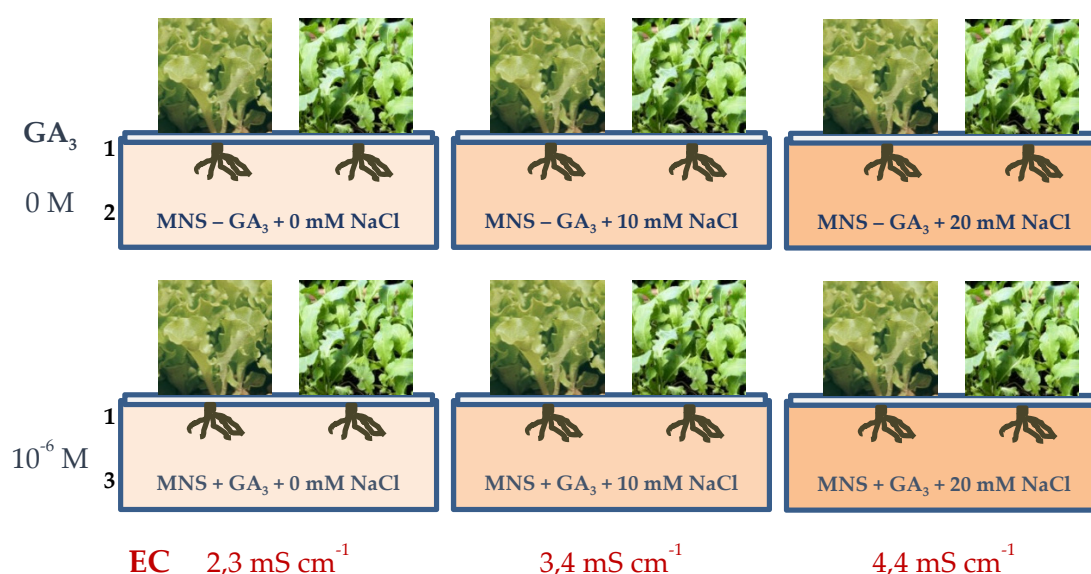 GA₃
1
0 M
2
MNS – GA₃ + 0 mM NaCl
MNS – GA₃ + 10 mM NaCl
MNS – GA₃ + 20 mM NaCl
1
10⁻⁶ M
3
MNS + GA₃ + 0 mM NaCl
MNS + GA₃ + 10 mM NaCl
MNS + GA₃ + 20 mM NaCl
EC 2,3 mS cm⁻¹ 3,4 mS cm⁻¹ 4,4 mS cm⁻¹